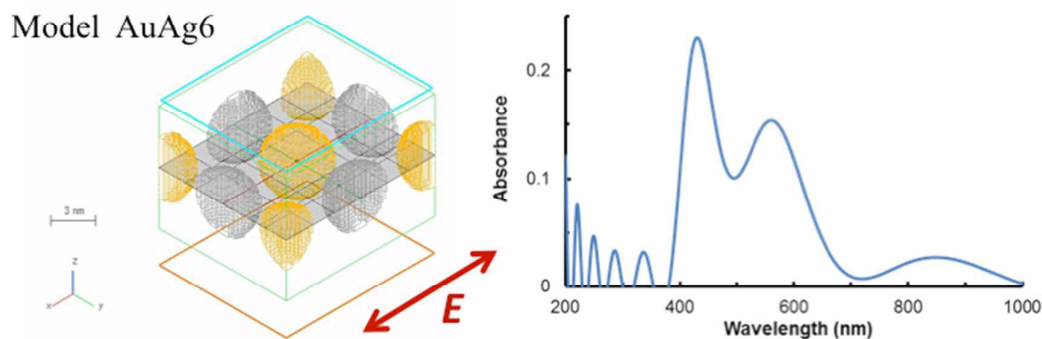 Model AuAg6
3 nm
z
x
y
E
Absorbance
0.2
0.1
0
200
400
600
800
1000
Wavelength (nm)